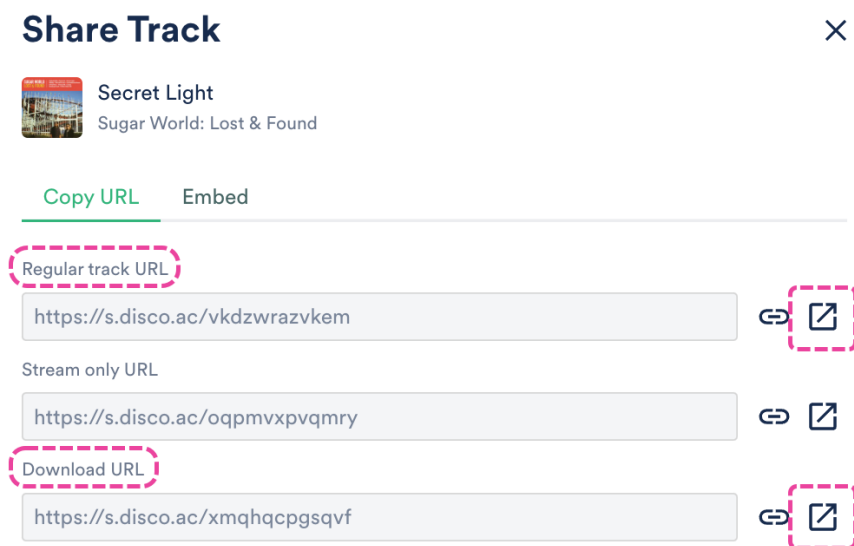 Share Track
Secret Light
Sugar World: Lost & Found
Copy URL Embed
Regular track URL
https://s.disco.ac/vkdzwrazvkem
Stream only URL
https://s.disco.ac/oqpmvxpvqmry
Download URL
https://s.disco.ac/xmqhqcpgsqvf